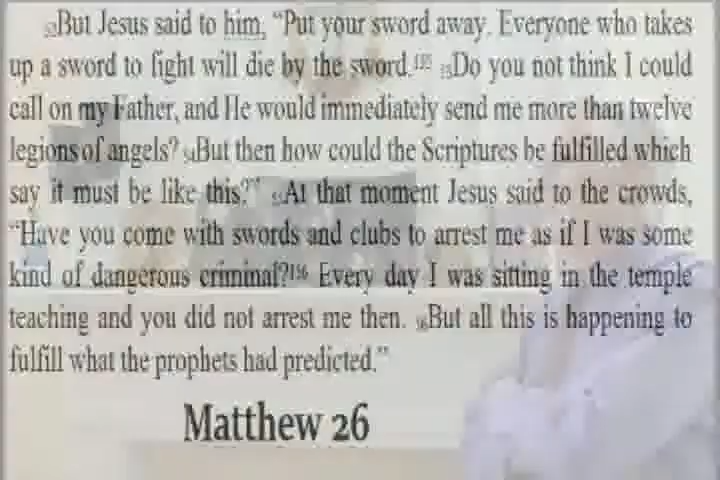 52But Jesus said to him, “Put your sword away. Everyone who takes
up a sword to fight will die by the sword.195 53Do you not think I could
call on my Father, and He would immediately send me more than twelve
legions of angels? 54But then how could the Scriptures be fulfilled which
say it must be like this?” 55At that moment Jesus said to the crowds,
“Have you come with swords and clubs to arrest me as if I was some
kind of dangerous criminal?196 Every day I was sitting in the temple
teaching and you did not arrest me then. 56But all this is happening to
fulfill what the prophets had predicted.”
Matthew 26